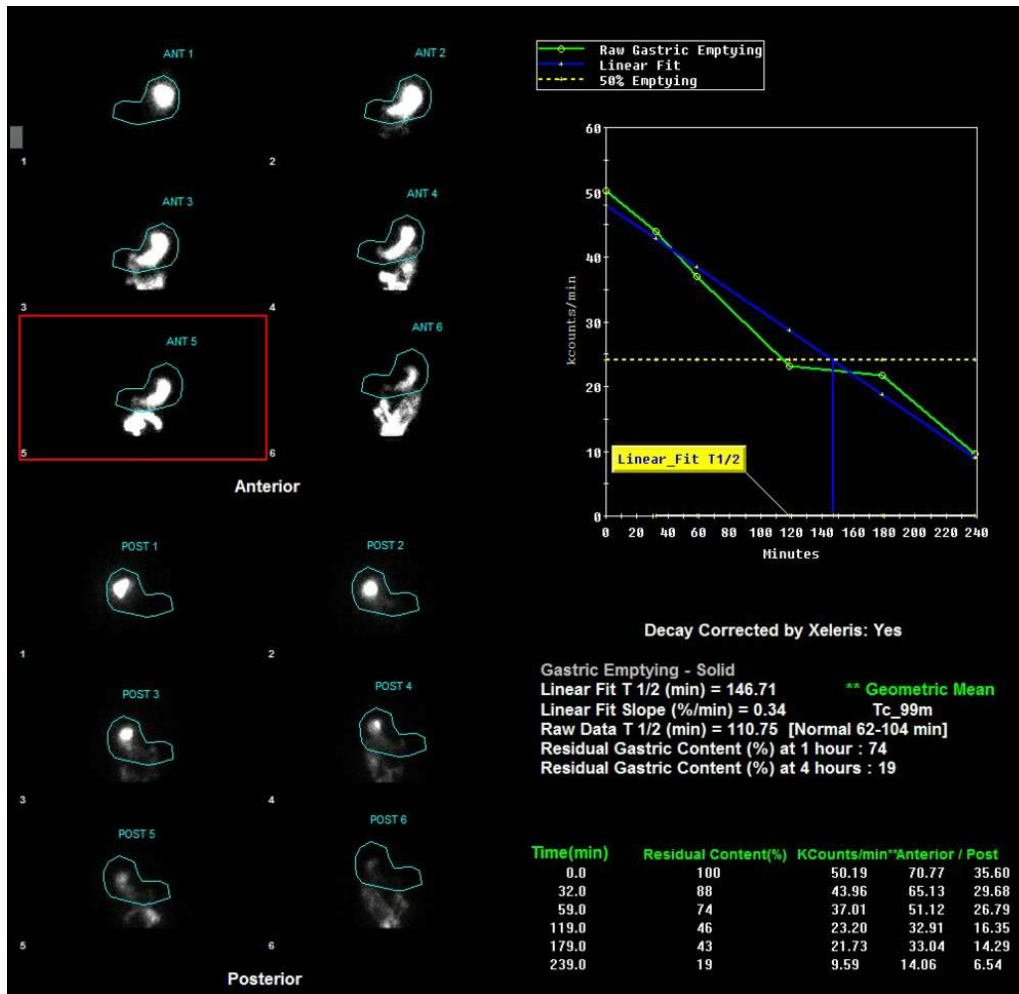 ANT 1
ANT 2
1
2
ANT 3
ANT 4
3
4
ANT 5
ANT 6
5
6
Anterior
POST 1
POST 2
1
2
POST 3
POST 4
3
4
POST 5
POST 6
5
6
Posterior
Raw Gastric Emptying
Linear Fit
50% Emptying
60
50
40
30
20
10
0
kcounts/min
Linear_Fit T1/2
0 20 40 60 80 100 120 140 160 180 200 220 240
Minutes
Decay Corrected by Xeleris: Yes
Gastric Emptying - Solid
Linear Fit T 1/2 (min) = 146.71 ** Geometric Mean
Linear Fit Slope (%/min) = 0.34 Tc_99m
Raw Data T 1/2 (min) = 110.75 [Normal 62-104 min]
Residual Gastric Content (%) at 1 hour : 74
Residual Gastric Content (%) at 4 hours : 19
Time(min) Residual Content(%) KCounts/min**Anterior / Post
0.0 100 50.19 70.77 35.60
32.0 88 43.96 65.13 29.68
59.0 74 37.01 51.12 26.79
119.0 46 23.20 32.91 16.35
179.0 43 21.73 33.04 14.29
239.0 19 9.59 14.06 6.54